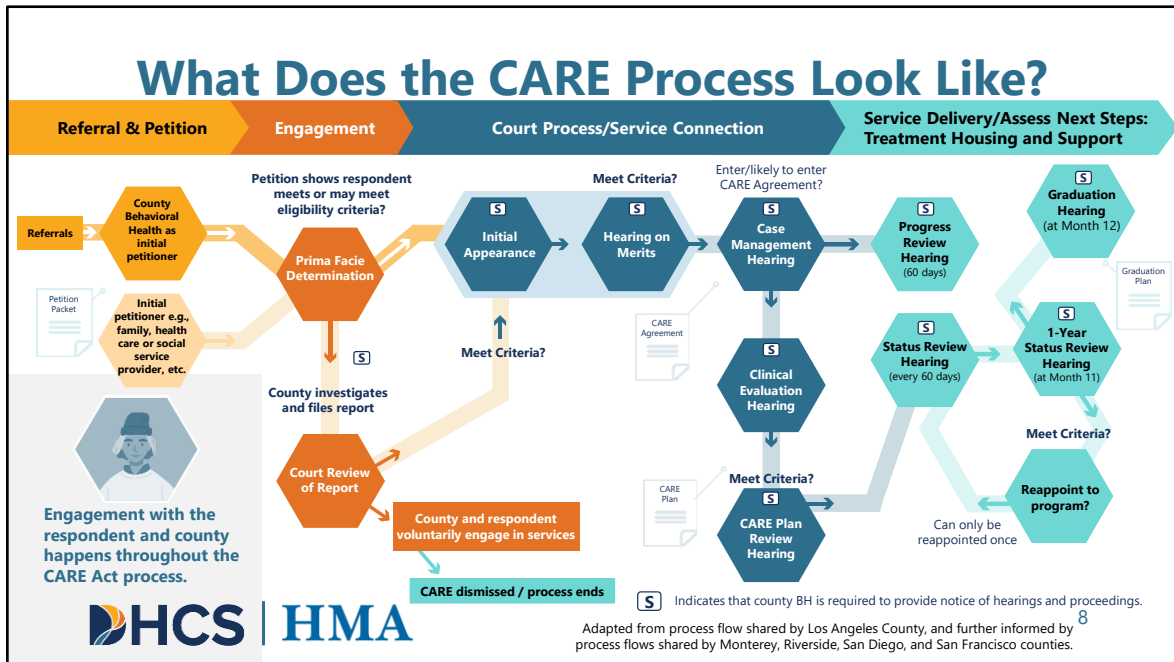 What Does the CARE Process Look Like?
Referral & Petition
Engagement
Court Process/Service Connection
Service Delivery/Assess Next Steps:
Treatment Housing and Support
Referrals
County
Behavioral
Health as
initial
petitioner
Petition
Packet
Initial
petitioner e.g.,
family, health
care or social
service
provider, etc.
Petition shows respondent
meets or may meet
eligibility criteria?
Prima Facie
Determination
S
County investigates
and files report
Court Review
of Report
County and respondent
voluntarily engage in services
CARE dismissed / process ends
S
Initial
Appearance
Meet Criteria?
Meet Criteria?
S
Hearing on
Merits
Enter/likely to enter
CARE Agreement?
S
Case
Management
Hearing
CARE
Agreement
S
Clinical
Evaluation
Hearing
Meet Criteria?
CARE
Plan
S
CARE Plan
Review
Hearing
S
Progress
Review
Hearing
(60 days)
S
Status Review
Hearing
(every 60 days)
S
Graduation
Hearing
(at Month 12)
Graduation
Plan
S
1-Year
Status Review
Hearing
(at Month 11)
Meet Criteria?
Reappoint to
program?
Can only be
reappointed once
Engagement with the
respondent and county
happens throughout the
CARE Act process.
DHCS
HMA
S Indicates that county BH is required to provide notice of hearings and proceedings.
8
Adapted from process flow shared by Los Angeles County, and further informed by
process flows shared by Monterey, Riverside, San Diego, and San Francisco counties.